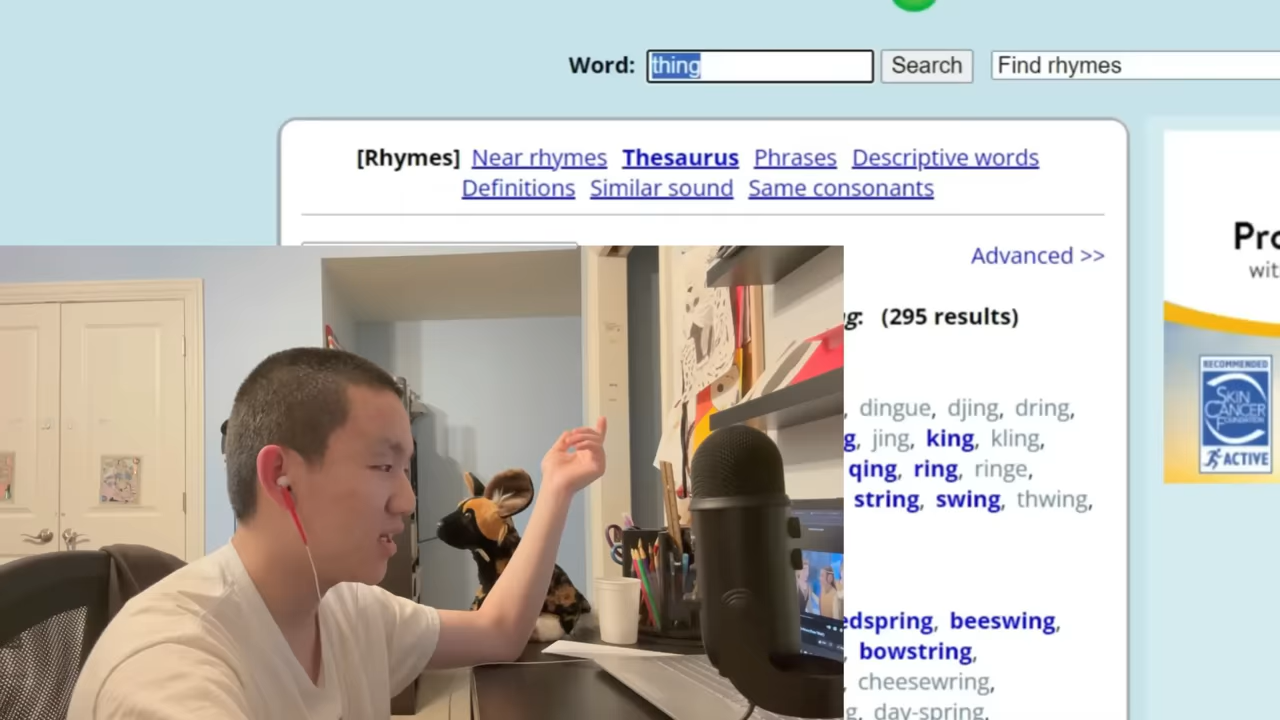 Word: thing Search Find rhymes
[Rhymes] Near rhymes Thesaurus Phrases Descriptive words
Definitions Similar sound Same consonants
Advanced >>
(295 results)
, dingue, djing, dring,
jing, king, kling,
qing, ring, ringe,
string, swing, thwing,
beeswing,
bowstring,
cheesewring,
day-spring,
RECOMMENDED
SKIN
CANCER
FOUNDATION
ACTIVE